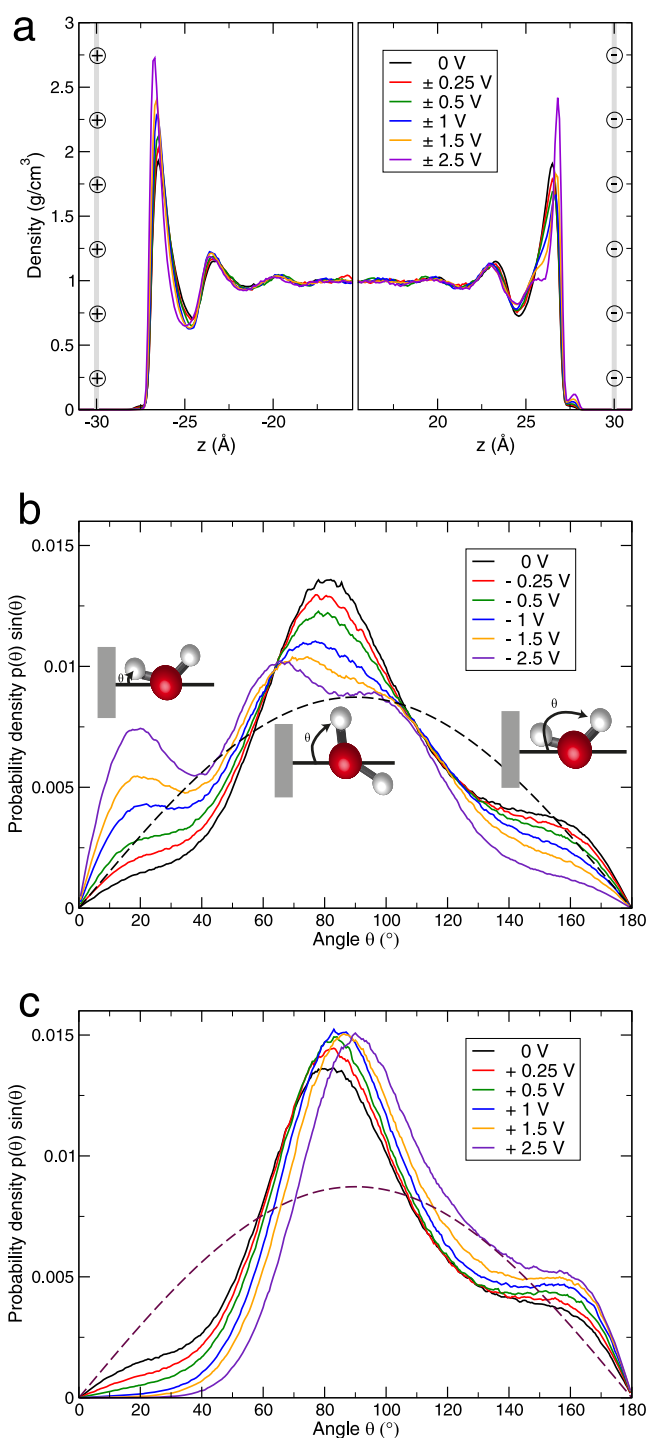 a
3
2.5
2
1.5
1
0.5
0
Density (g/cm³)
+
+
+
+
+
+
-
-
-
-
-
-
0 V
± 0.25 V
± 0.5 V
± 1 V
± 1.5 V
± 2.5 V
-30 -25 -20 20 25 30
z (Å) z (Å)
b
0.015
0.01
0.005
0
Probability density p(θ) sin(θ)
0 V
- 0.25 V
- 0.5 V
- 1 V
- 1.5 V
- 2.5 V
θ
θ
θ
0 20 40 60 80 100 120 140 160 180
Angle θ (°)
c
0.015
0.01
0.005
0
Probability density p(θ) sin(θ)
0 V
+ 0.25 V
+ 0.5 V
+ 1 V
+ 1.5 V
+ 2.5 V
0 20 40 60 80 100 120 140 160 180
Angle θ (°)